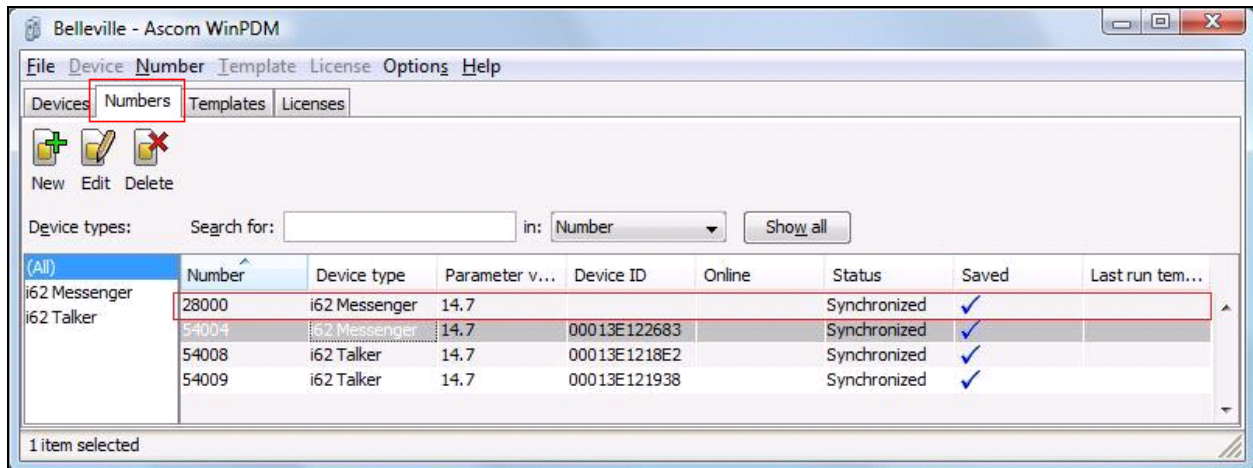 Belleville - Ascom WinPDM
File Device Number Template License Options Help
Devices Numbers Templates Licenses
New Edit Delete
Device types: Search for: in: Number Show all
(All)
i62 Messenger
i62 Talker
Number Device type Parameter v... Device ID Online Status Saved Last run tem...
28000 i62 Messenger 14.7 Synchronized
54004 i62 Messenger 14.7 00013E122683 Synchronized
54008 i62 Talker 14.7 00013E1218E2 Synchronized
54009 i62 Talker 14.7 00013E121938 Synchronized
1 item selected